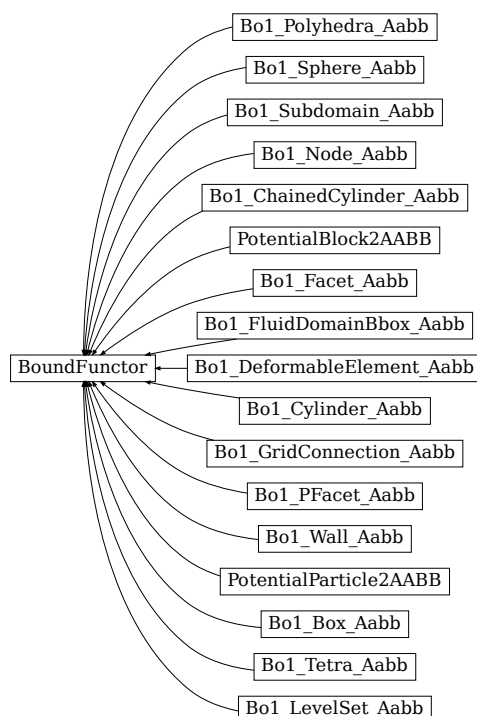 Bo1_Polyhedra_Aabb
Bo1_Sphere_Aabb
Bo1_Subdomain_Aabb
Bo1_Node_Aabb
Bo1_ChainedCylinder_Aabb
PotentialBlock2AABB
Bo1_Facet_Aabb
Bo1_FluidDomainBbox_Aabb
BoundFunctor
Bo1_DeformableElement_Aabb
Bo1_Cylinder_Aabb
Bo1_GridConnection_Aabb
Bo1_PFacet_Aabb
Bo1_Wall_Aabb
PotentialParticle2AABB
Bo1_Box_Aabb
Bo1_Tetra_Aabb
Bo1_LevelSet_Aabb